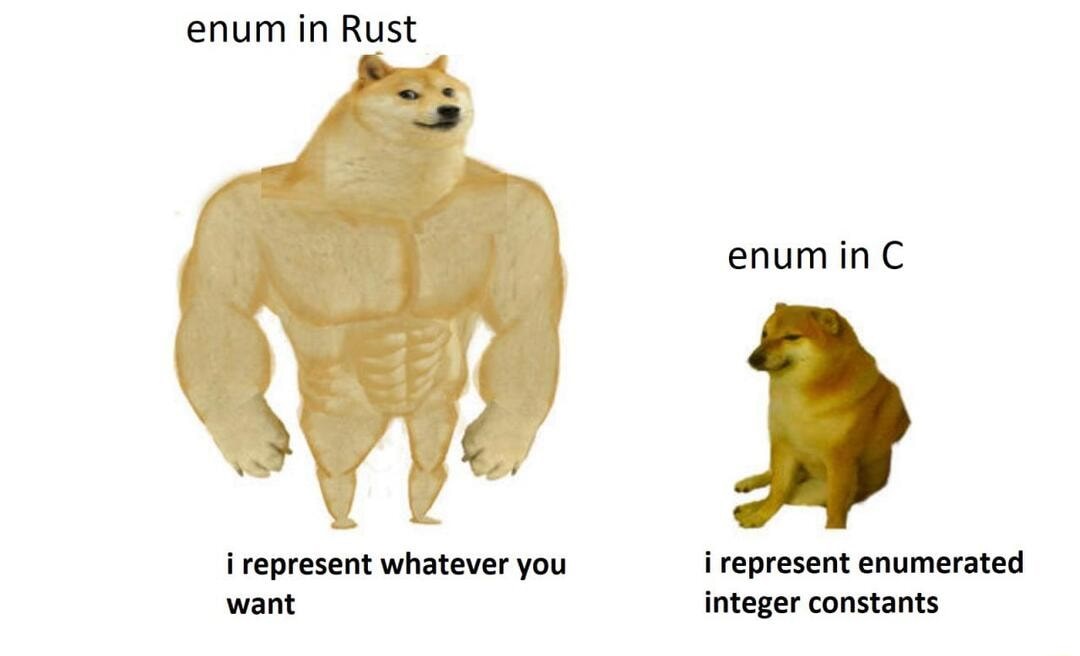 enum in Rust
enum in C
i represent whatever you
want
i represent enumerated
integer constants